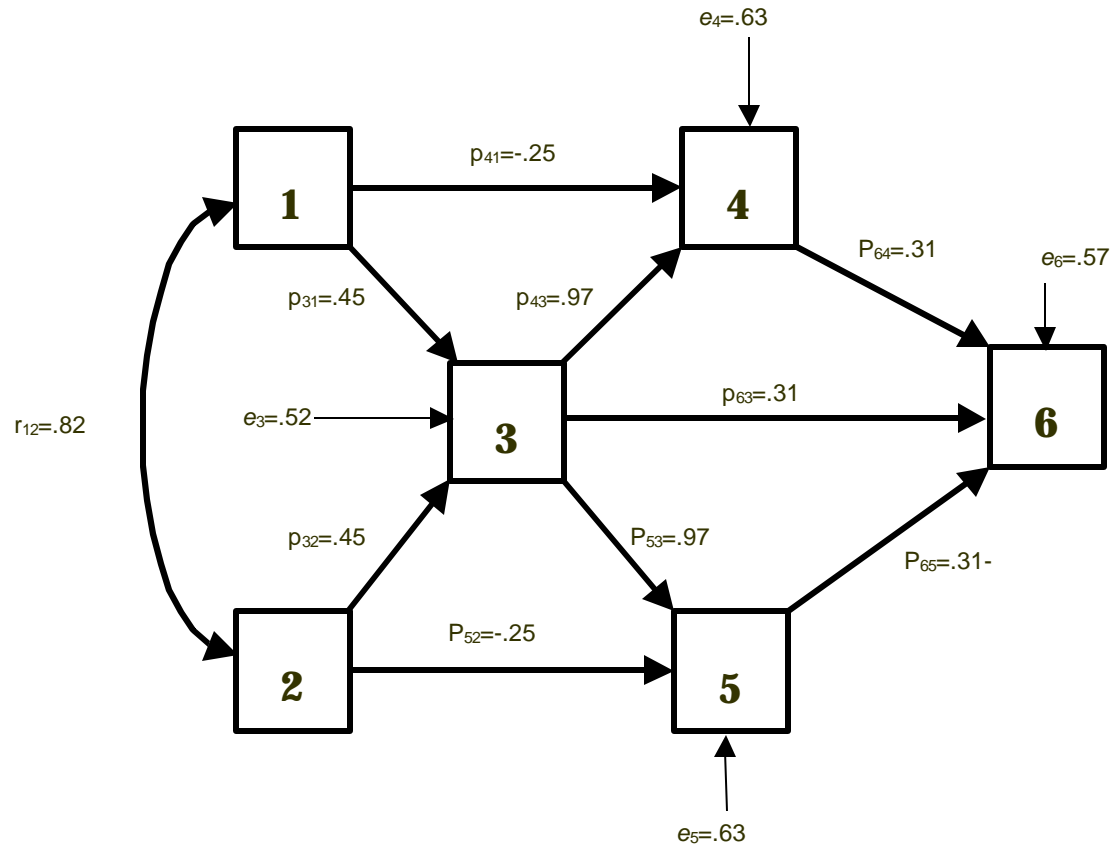 e₄=.63
p₄₁=-.25
1
4
P₆₄=.31
e₆=.57
p₃₁=.45
p₄₃=.97
p₆₃=.31
r₁₂=.82
e₃=.52
3
6
p₃₂=.45
P₅₃=.97
P₆₅=.31-
P₅₂=-.25
2
5
e₅=.63